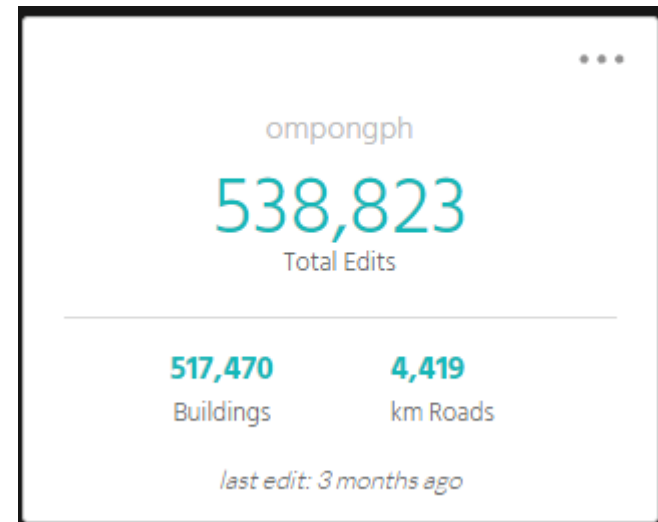 ompongph
538,823
Total Edits
517,470 4,419
Buildings km Roads
last edit: 3 months ago